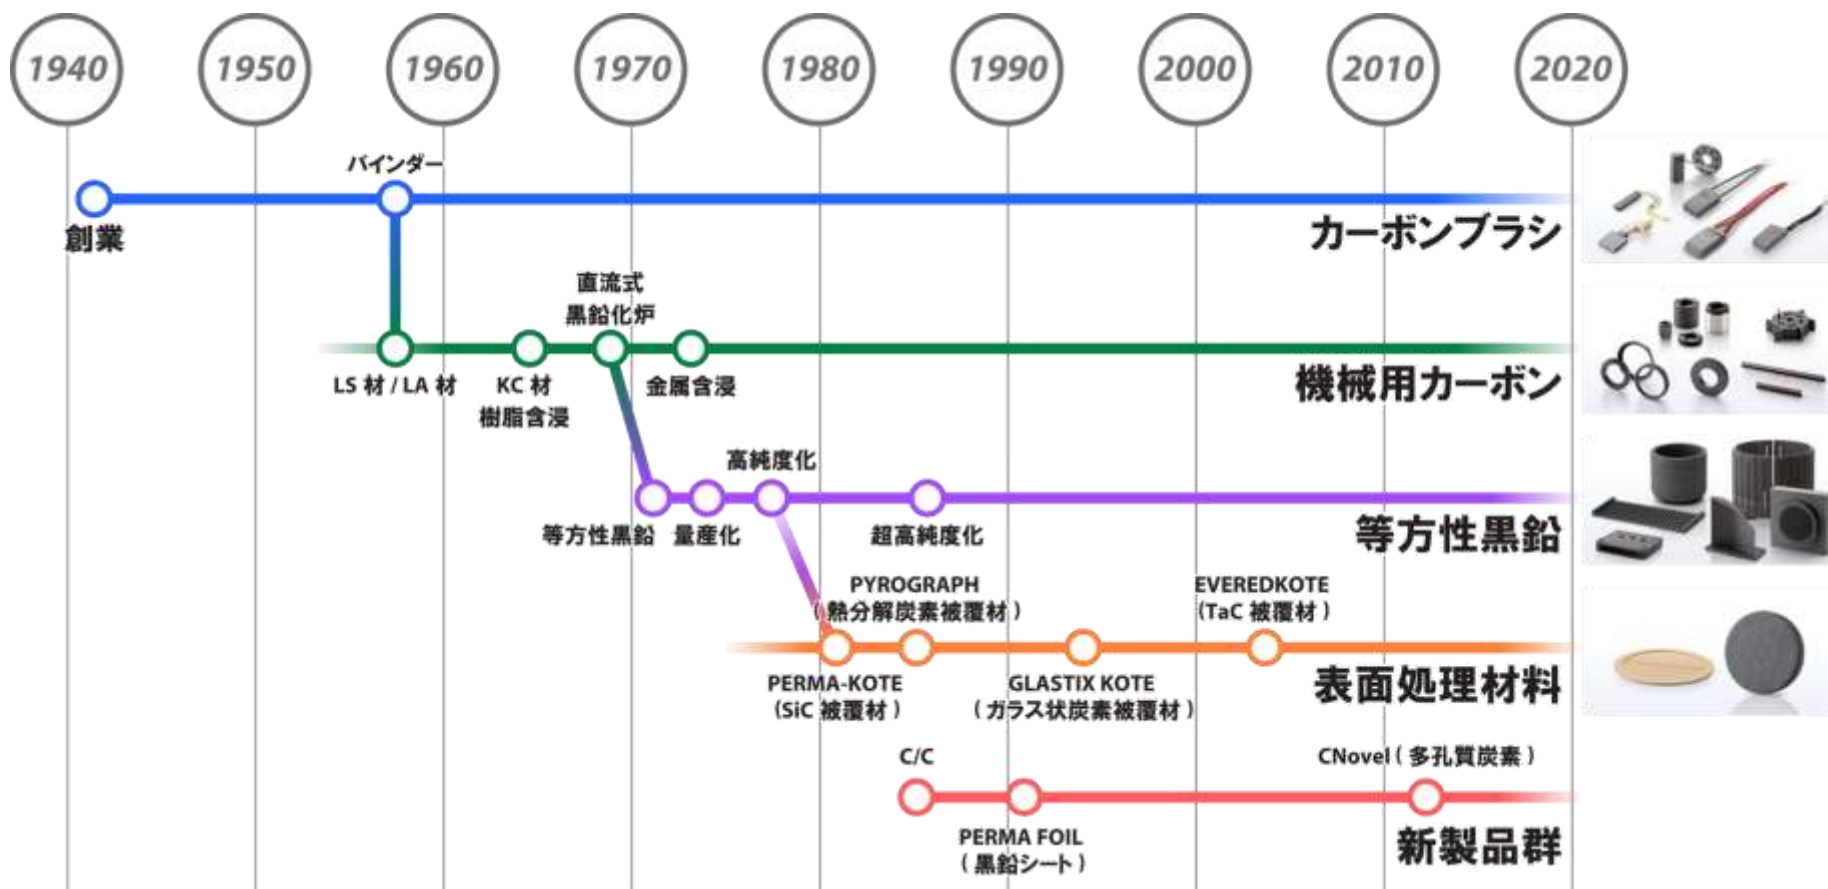 1940
1950
1960
1970
1980
1990
2000
2010
2020
バインダー
創業
カーボンブラシ
直流式
黒鉛化炉
LS 材 / LA 材
KC 材
樹脂含浸
金属含浸
機械用カーボン
高純度化
等方性黒鉛
量産化
超高純度化
等方性黒鉛
PYROGRAPH
( 熱分解炭素被覆材 )
EVEREDKOTE
(TaC 被覆材 )
PERMA-KOTE
(SiC 被覆材 )
GLASTIX KOTE
( ガラス状炭素被覆材 )
表面処理材料
C/C
CNovel ( 多孔質炭素 )
PERMA FOIL
( 黒鉛シート )
新製品群